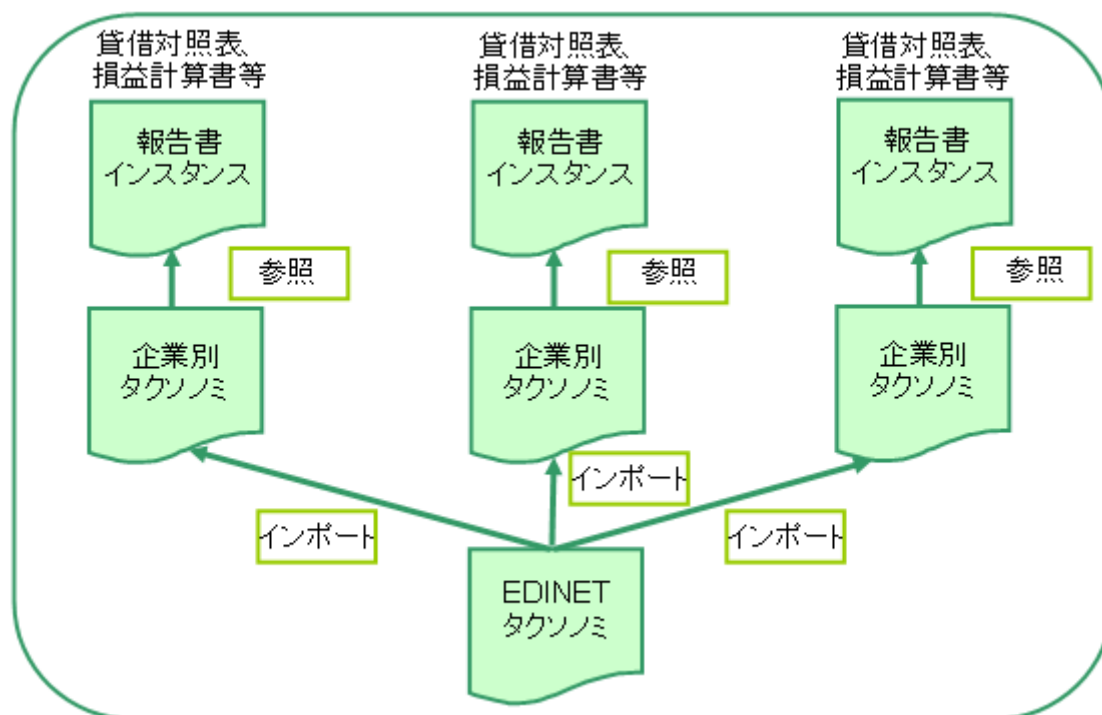 貸借対照表、
損益計算書等
貸借対照表、
損益計算書等
貸借対照表、
損益計算書等
報告書
インスタンス
報告書
インスタンス
報告書
インスタンス
参照
参照
参照
企業別
タクソノミ
企業別
タクソノミ
企業別
タクソノミ
インポート
インポート
インポート
EDINET
タクソノミ